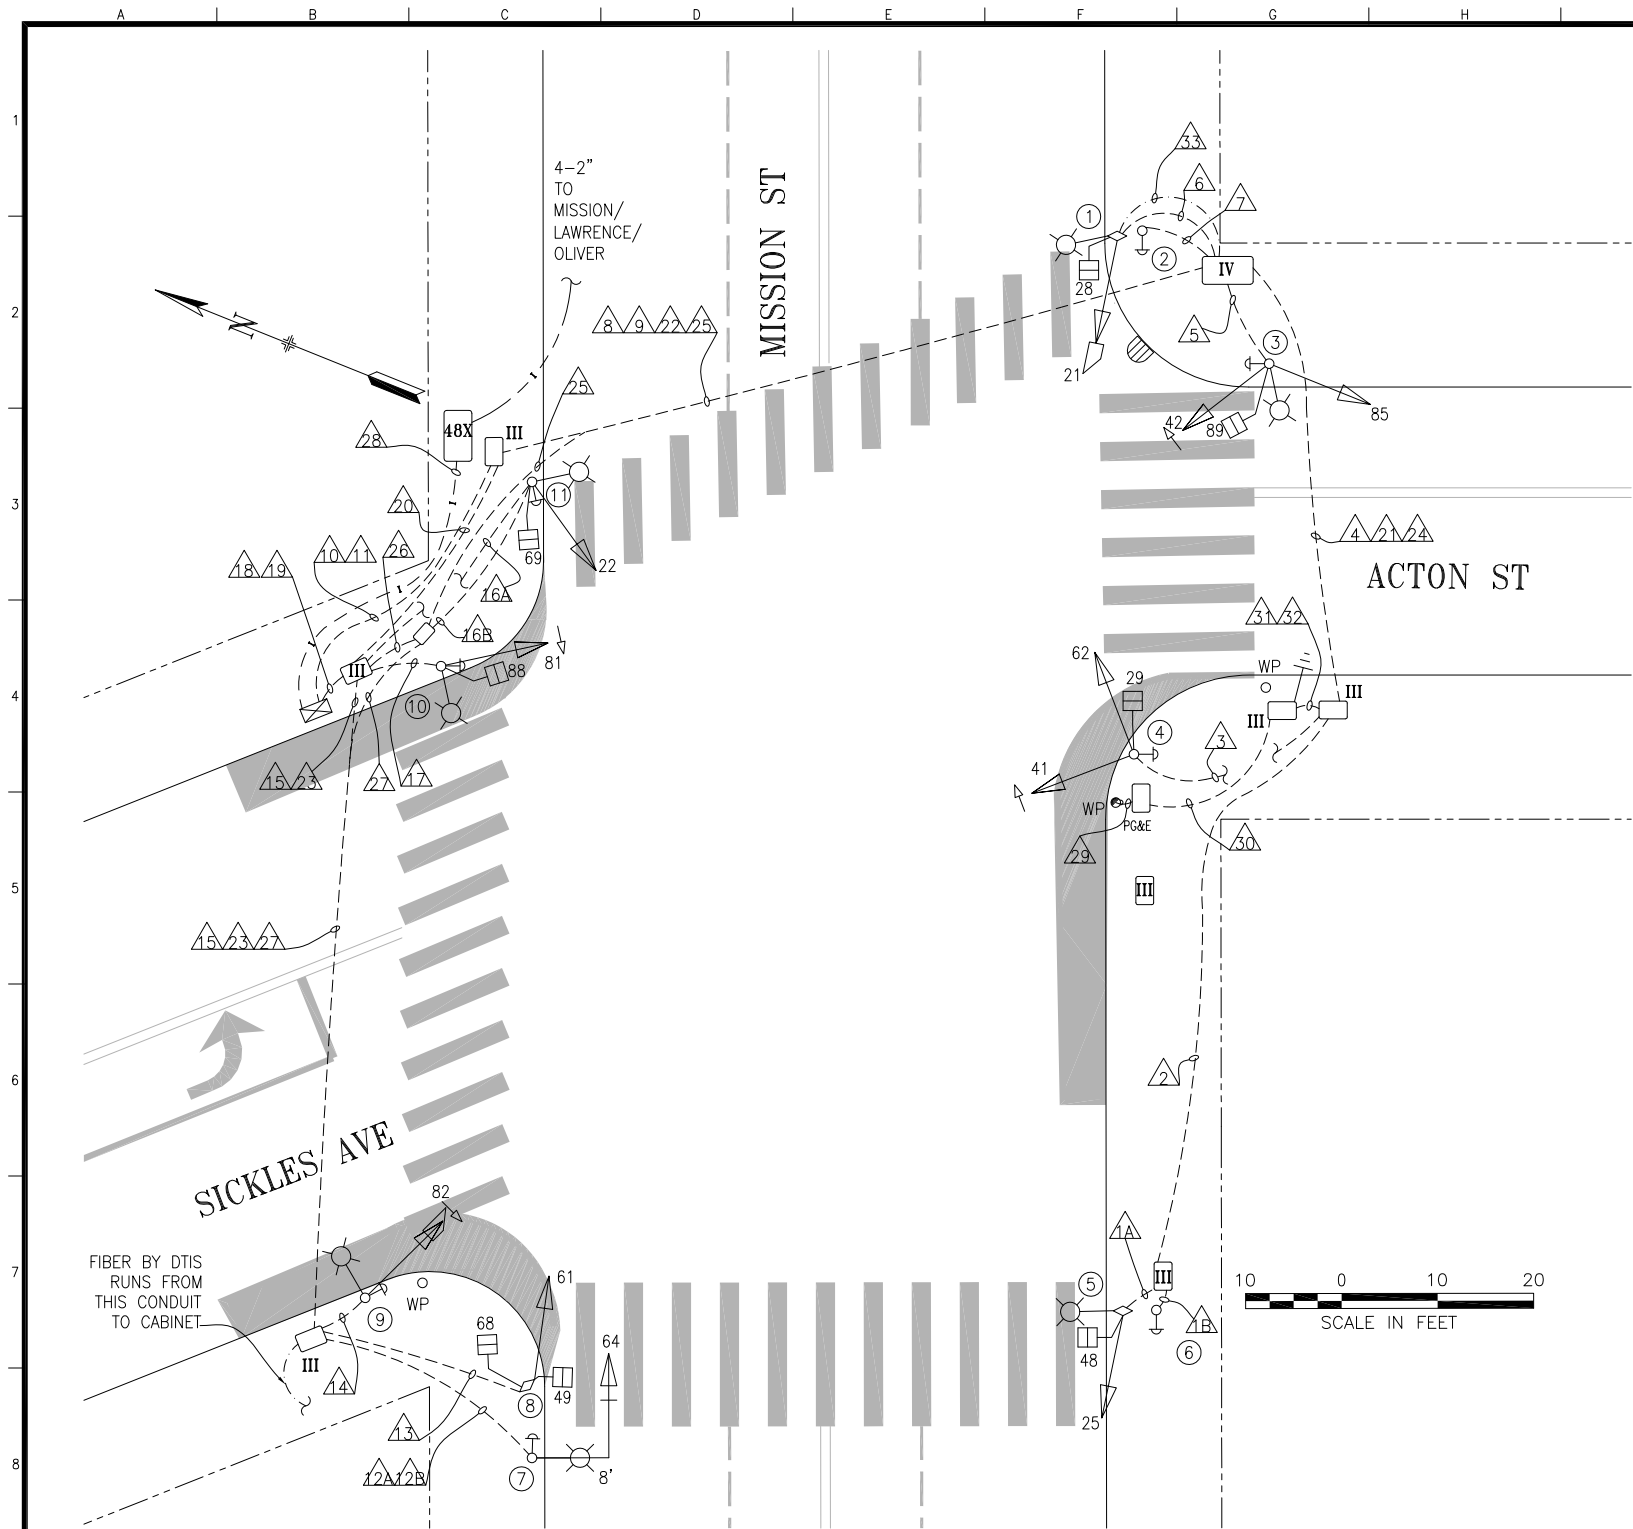 A B C D E F G H
1
2
3
4
5
6
7
8
4-2"
TO
MISSION/
LAWRENCE/
OLIVER
MISSION ST
33
6
7
1
2
IV
28
5
3
21
8 9 22 25
N
25
42
89
85
28
48X
III
11
20
69
22
10 11
26
18 19
16A
16B
4 21 24
ACTON ST
31 32
III
88
81
10
62
29
WP
III
III
4
3
41
15 23
27
17
WP
PG&E
29
30
III
15 23 27
2
SICKLES AVE
82
1A
FIBER BY DTIS
RUNS FROM
THIS CONDUIT
TO CABINET
WP
9
61
5
III
10 0 10 20
SCALE IN FEET
68
64
48
1B
6
III
14
49
8
13
25
12A 12B
7
8'